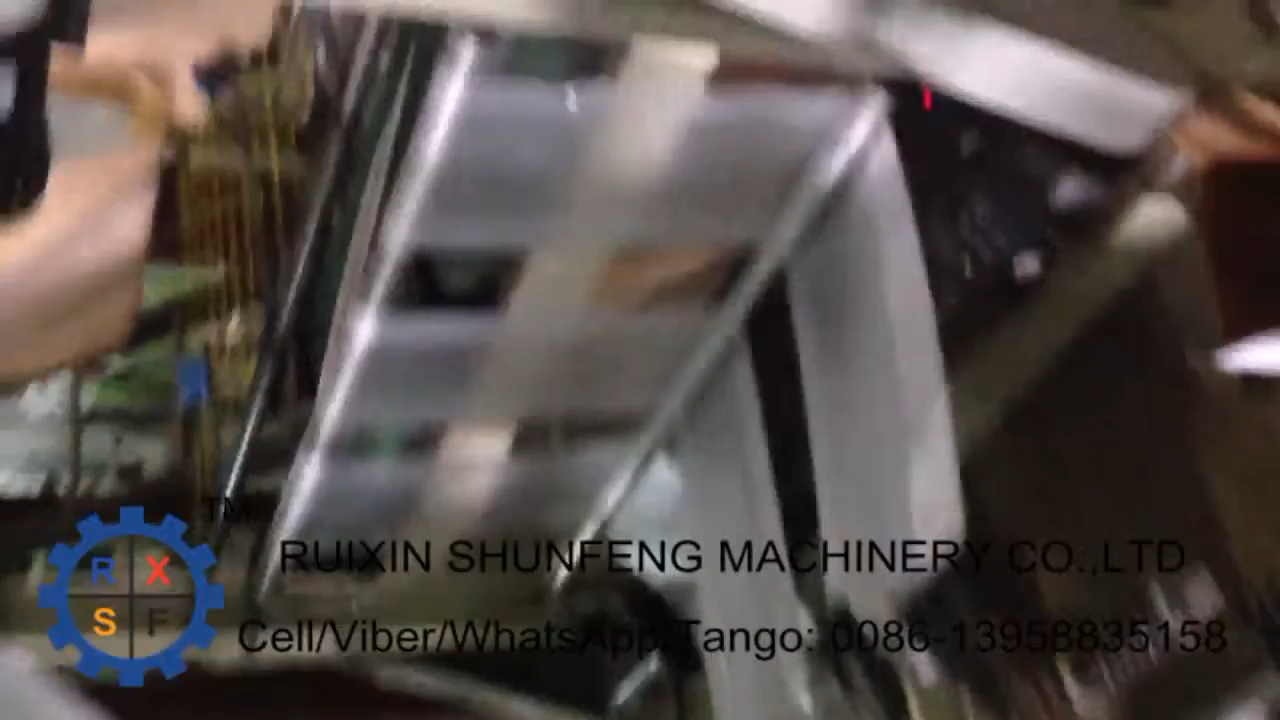 TM
R X
S F
RUIXIN SHUNFENG MACHINERY CO.,LTD
Cell/Viber/WhatsApp/Tango: 0086-13958835158